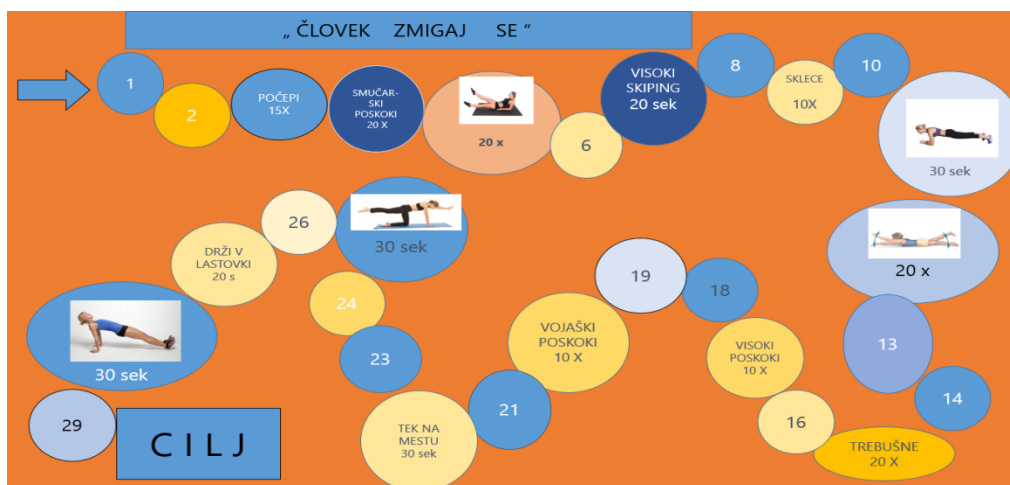 „ ČLOVEK ZMIGAJ SE “
1
2
POČEPI
15X
SMUČAR-
SKI
POSKOKI
20 X
20 x
6
VISOKI
SKIPING
20 sek
8
SKLECE
10X
10
30 sek
20 x
13
14
TREBUŠNE
20 X
16
VISOKI
POSKOKI
10 X
18
19
VOJAŠKI
POSKOKI
10 X
21
TEK NA
MESTU
30 sek
23
24
30 sek
26
DRŽI V
LASTOVKI
20 s
30 sek
29
C I L J